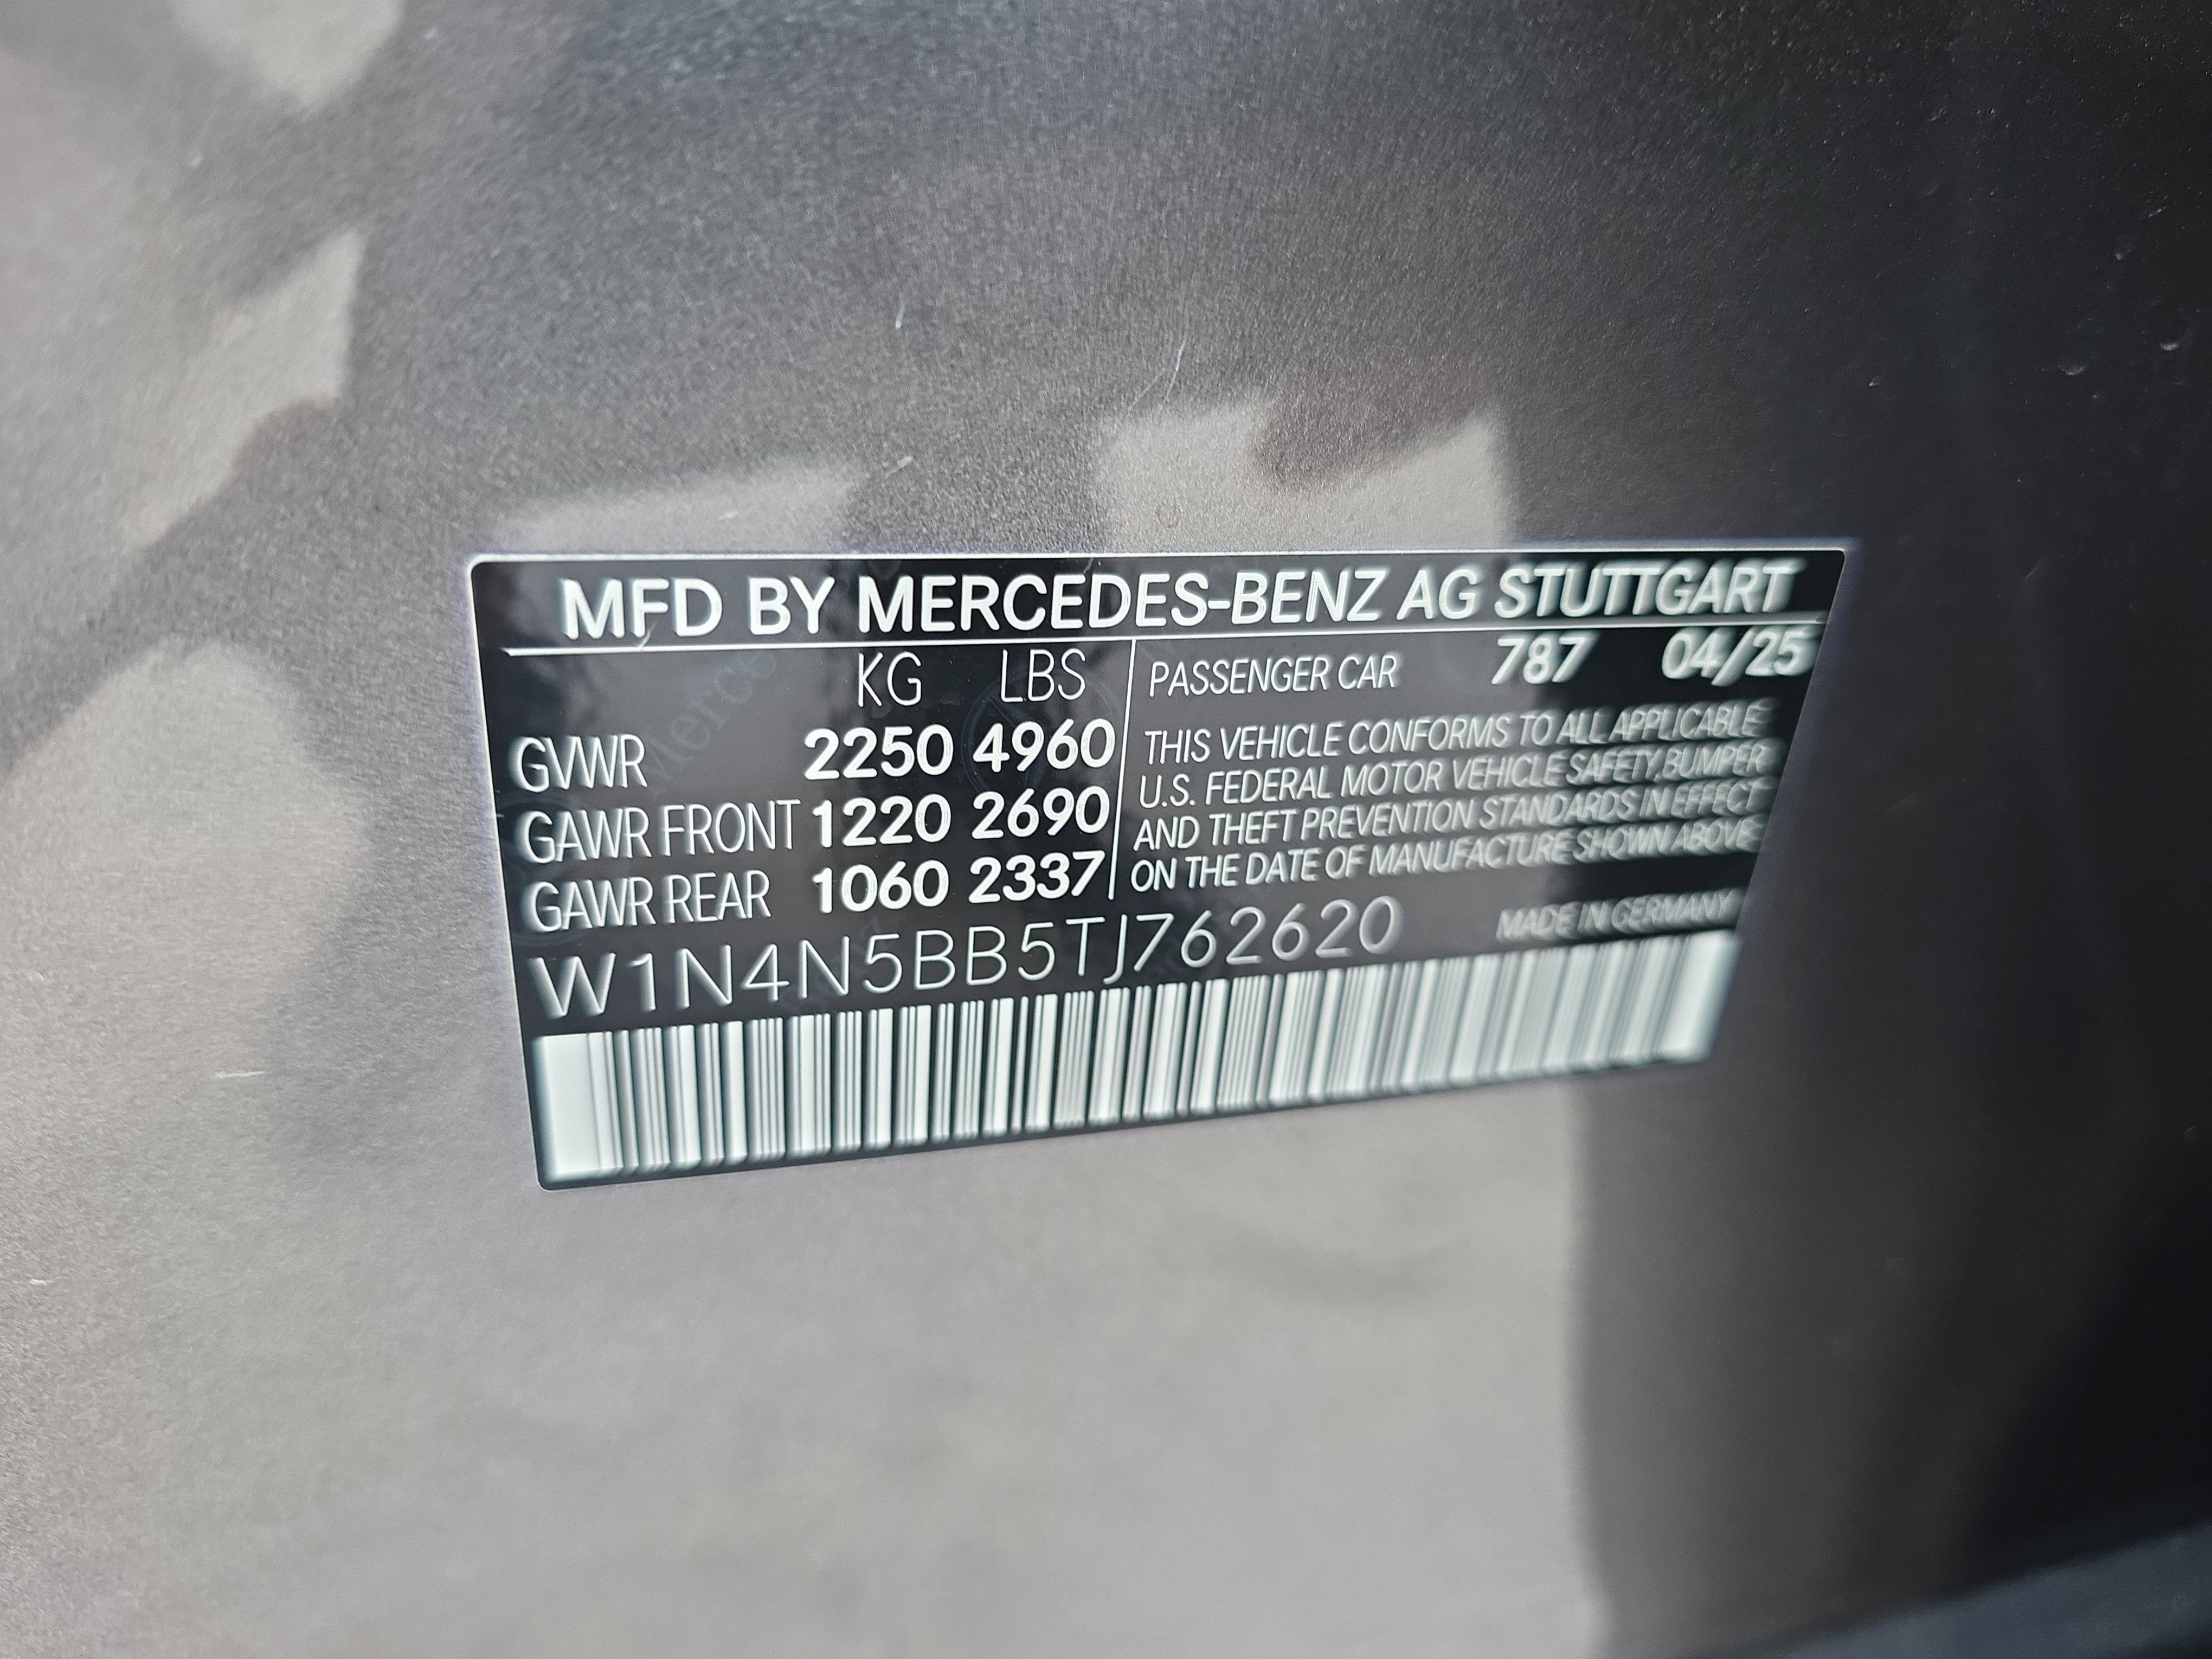 MFD BY MERCEDES-BENZ AG STUTTGART
KG LBS
GVWR 2250 4960
GAWR FRONT 1220 2690
GAWR REAR 1060 2337
PASSENGER CAR 787 04/25
THIS VEHICLE CONFORMS TO ALL APPLICABLE
U.S. FEDERAL MOTOR VEHICLE SAFETY,BUMPER
AND THEFT PREVENTION STANDARDS IN EFFECT
ON THE DATE OF MANUFACTURE SHOWN ABOVE
W1N4N5BB5TJ762620
MADE IN GERMANY